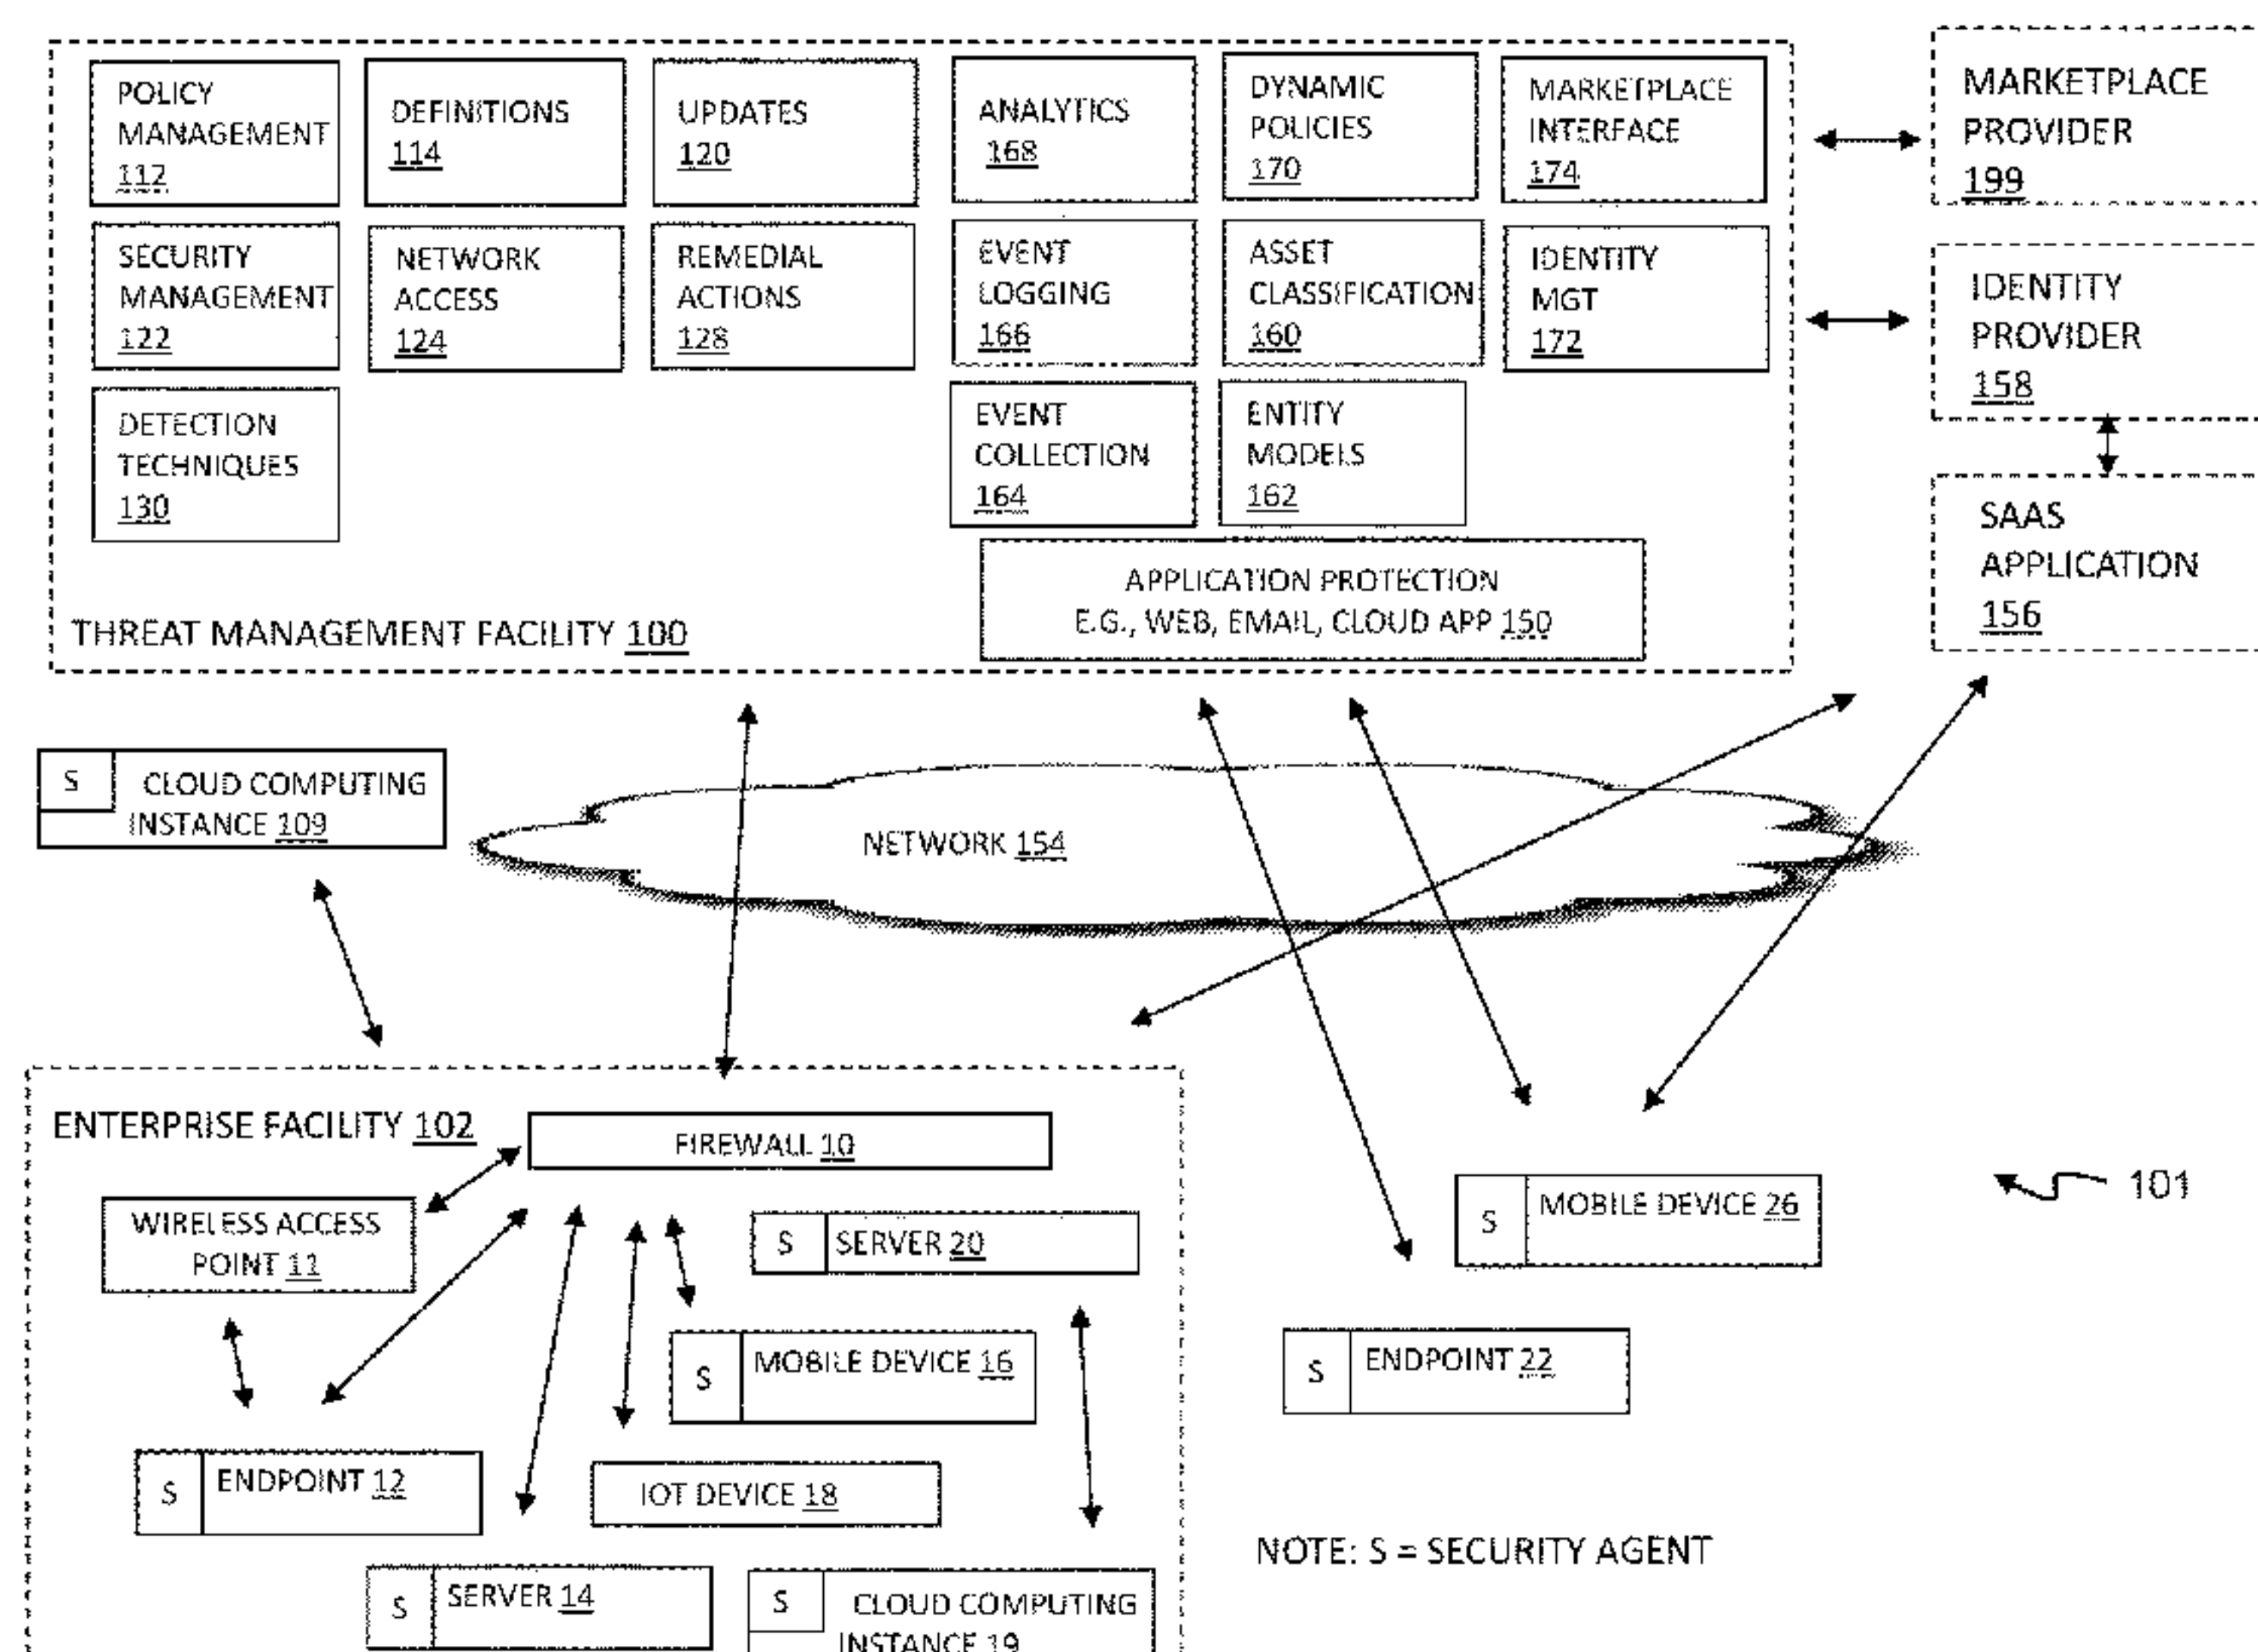 POLICY
MANAGEMENT
112
DEFINITIONS
114
UPDATES
120
ANALYTICS
168
DYNAMIC
POLICIES
170
MARKETPLACE
INTERFACE
174
MARKETPLACE
PROVIDER
199
SECURITY
MANAGEMENT
122
NETWORK
ACCESS
124
REMEDIAL
ACTIONS
128
EVENT
LOGGING
166
ASSET
CLASSIFICATION
160
IDENTITY
MGT
172
IDENTITY
PROVIDER
158
DETECTION
TECHNIQUES
130
EVENT
COLLECTION
164
ENTITY
MODELS
162
SAAS
APPLICATION
156
APPLICATION PROTECTION
E.G., WEB, EMAIL, CLOUD APP 150
THREAT MANAGEMENT FACILITY 100
S CLOUD COMPUTING
INSTANCE 109
NETWORK 154
ENTERPRISE FACILITY 102
FIREWALL 10
WIRELESS ACCESS
POINT 11
S SERVER 20
S MOBILE DEVICE 26
101
S MOBILE DEVICE 16
S ENDPOINT 22
S ENDPOINT 12
IOT DEVICE 18
NOTE: S = SECURITY AGENT
S SERVER 14
S CLOUD COMPUTING
INSTANCE 19